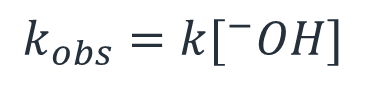 k_obs = k[⁻OH]